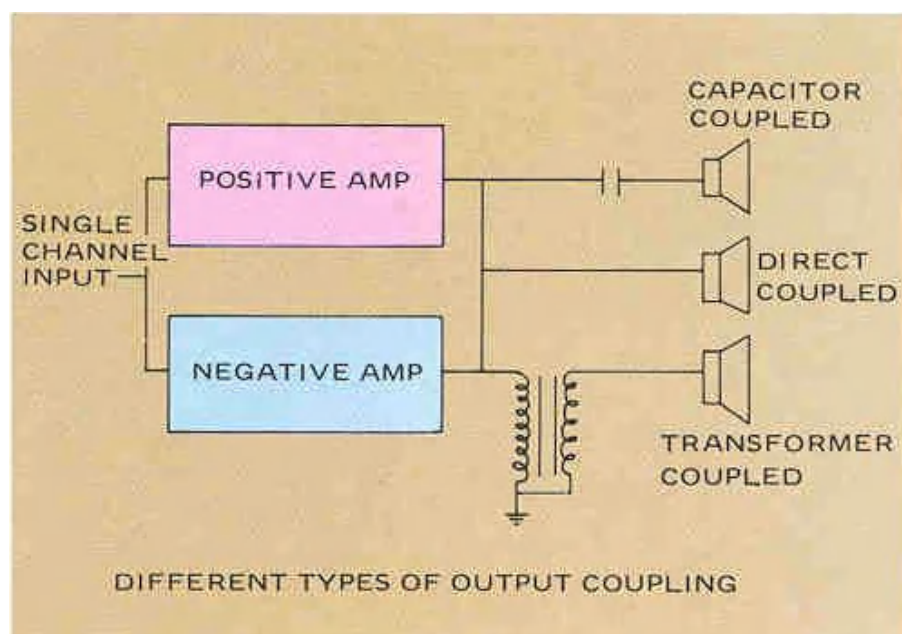 CAPACITOR
COUPLED
POSITIVE AMP
SINGLE
CHANNEL
INPUT
DIRECT
COUPLED
NEGATIVE AMP
TRANSFORMER
COUPLED
DIFFERENT TYPES OF OUTPUT COUPLING